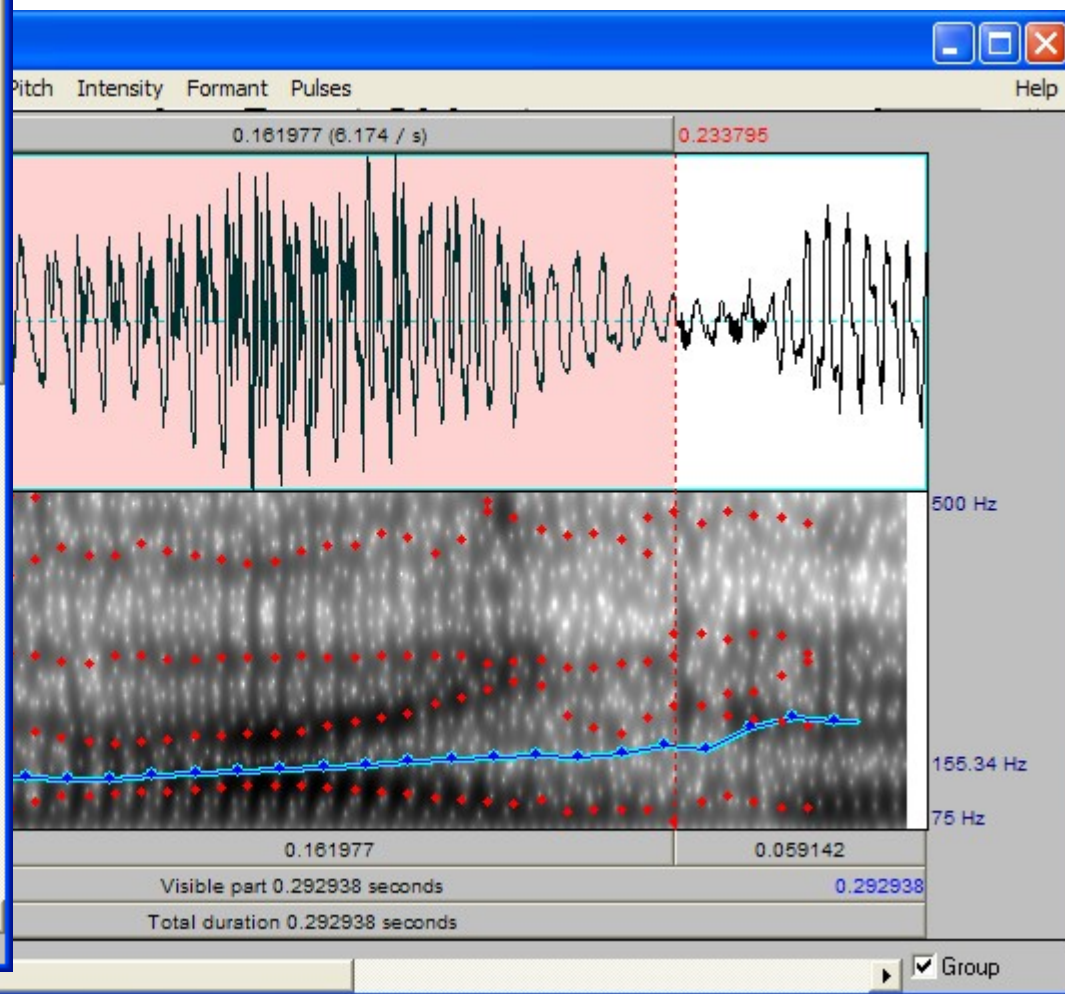 Pitch Intensity Formant Pulses Help
0.161977 (6.174 / s) 0.233795
500 Hz
155.34 Hz
75 Hz
0.161977 0.059142
Visible part 0.292938 seconds 0.292938
Total duration 0.292938 seconds
Group